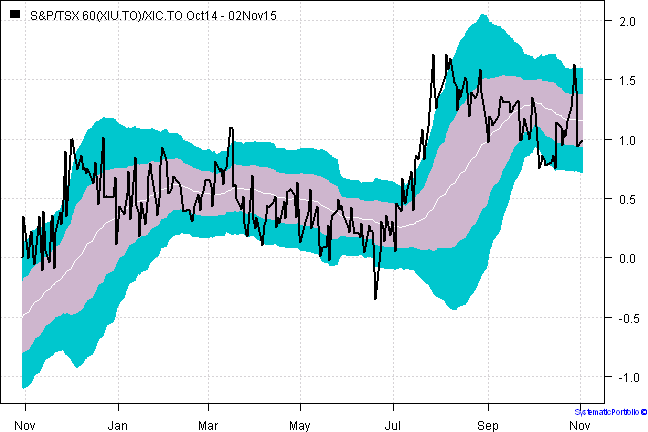 S&P/TSX 60(XIU.TO)/XIC.TO Oct14 - 02Nov15
2.0
1.5
1.0
0.5
0.0
-0.5
-1.0
Nov Jan Mar May Jul Sep Nov
SystematicPortfolio ©